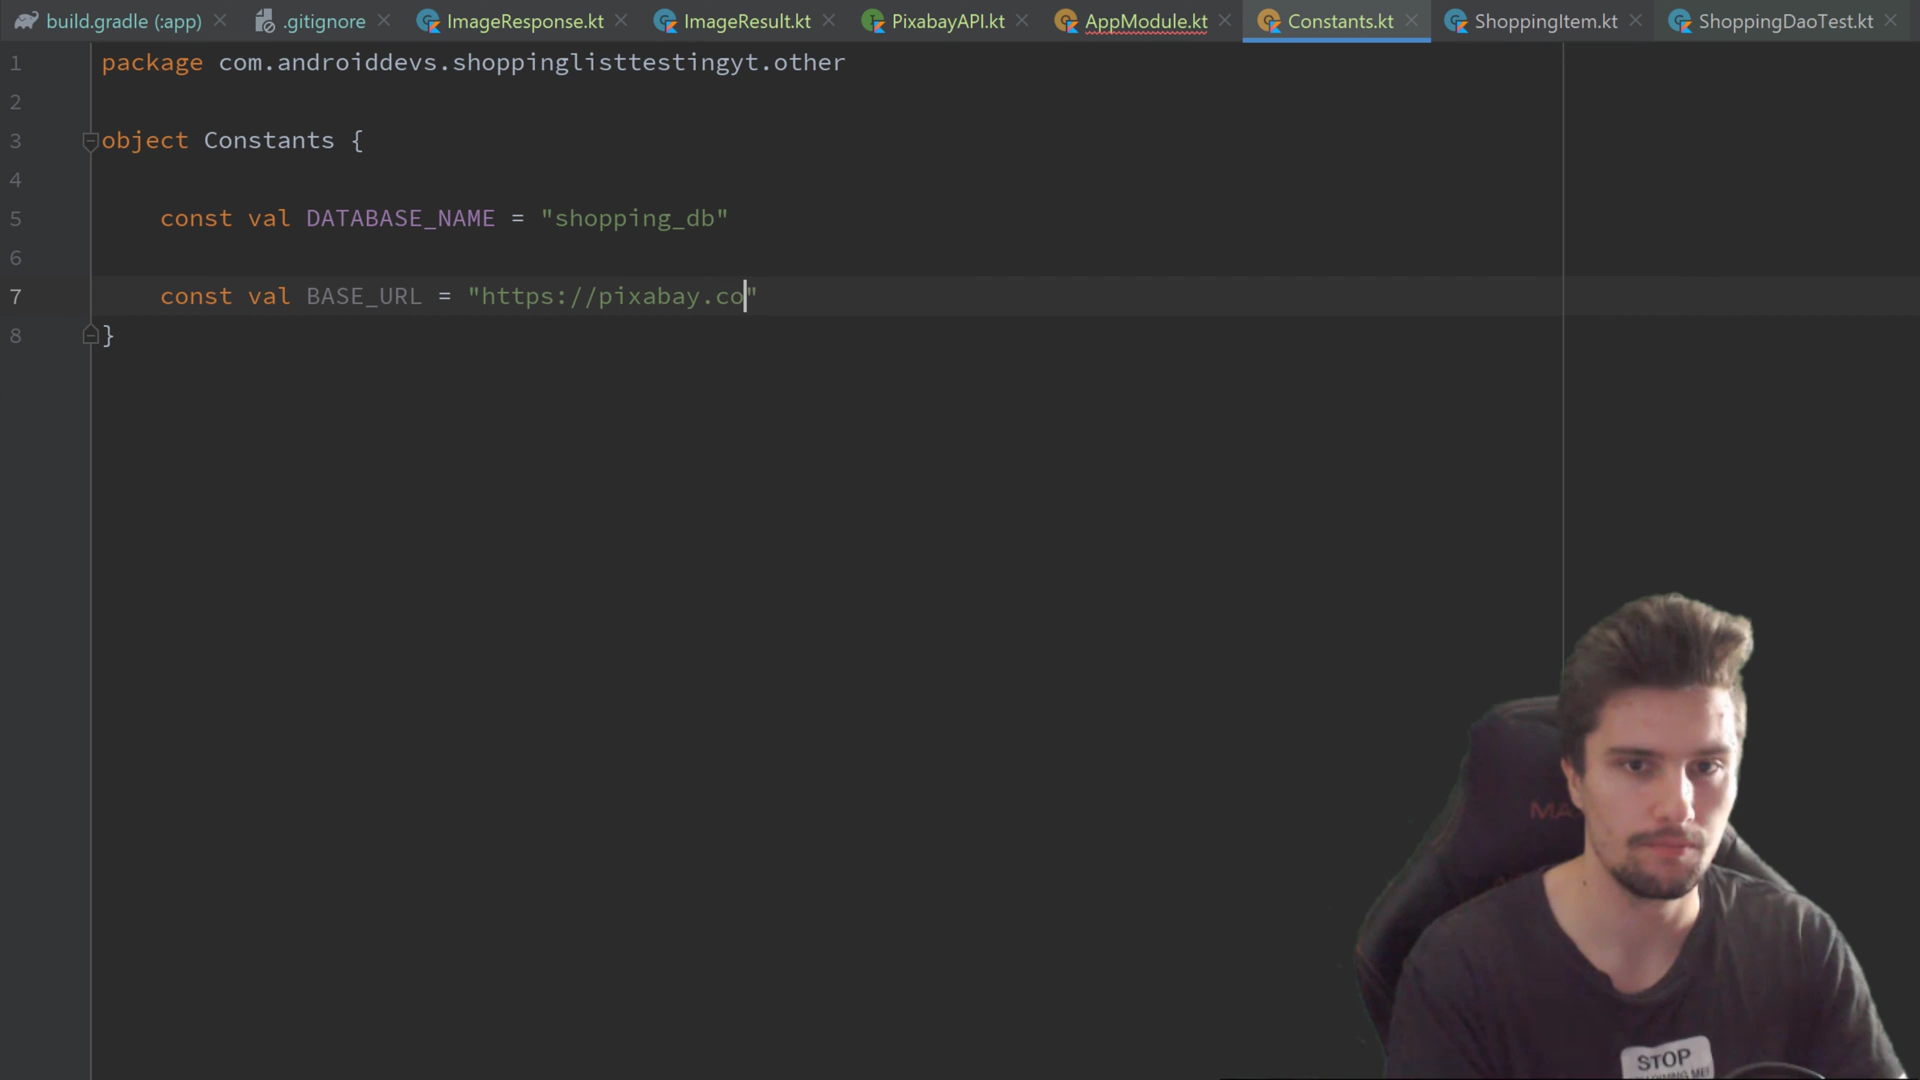 build.gradle (:app) .gitignore ImageResponse.kt ImageResult.kt PixabayAPI.kt AppModule.kt Constants.kt ShoppingItem.kt ShoppingDaoTest.kt
1 package com.androiddevs.shoppinglisttestingyt.other
2
3 object Constants {
4
5 const val DATABASE_NAME = "shopping_db"
6
7 const val BASE_URL = "https://pixabay.co"
8 }
MA
STOP